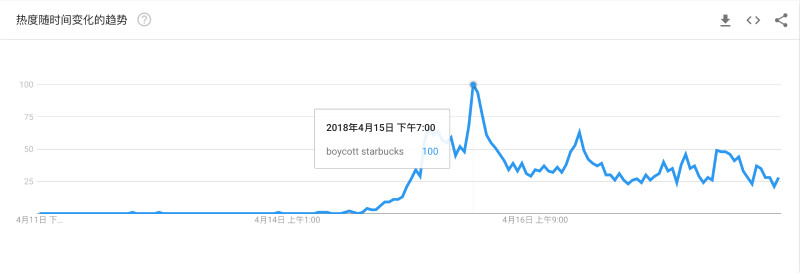 热度随时间变化的趋势
100
75
50
25
2018年4月15日 下午7:00
boycott starbucks 100
4月11日 下…
4月14日 上午1:00
4月16日 上午9:00